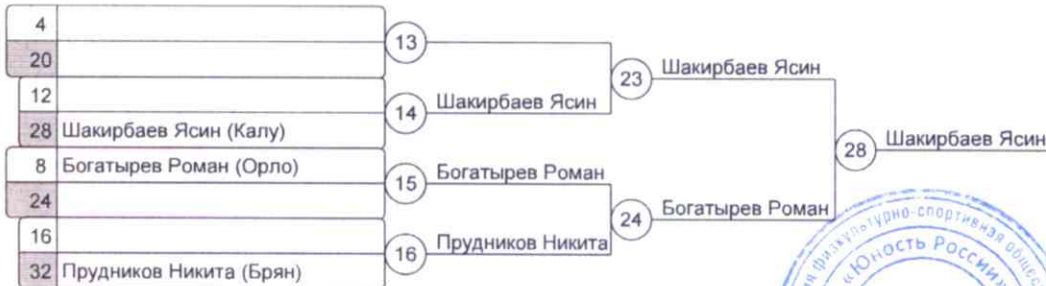 4
20
13
12
28 Шакирбаев Ясин (Калу)
14 Шакирбаев Ясин
23 Шакирбаев Ясин
8 Богатырев Роман (Орло)
24
15 Богатырев Роман
16
32 Прудников Никита (Брян)
16 Прудников Никита
24 Богатырев Роман
28 Шакирбаев Ясин
физкультурно-спортивная
«Юность России»